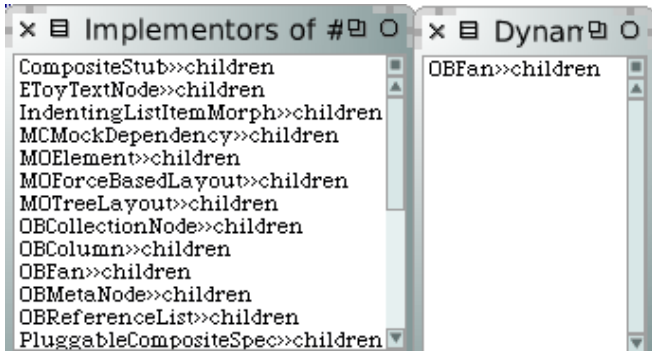 Implementors of #
CompositeStub>>children
EToyTextNode>>children
IndentingListItemMorph>>children
MCMockDependency>>children
MOElement>>children
MOForceBasedLayout>>children
MOTreeLayout>>children
OBCollectionNode>>children
OBColumn>>children
OBFan>>children
OBMetaNode>>children
OBReferenceList>>children
PluggableCompositeSpec>>children
Dynam
OBFan>>children